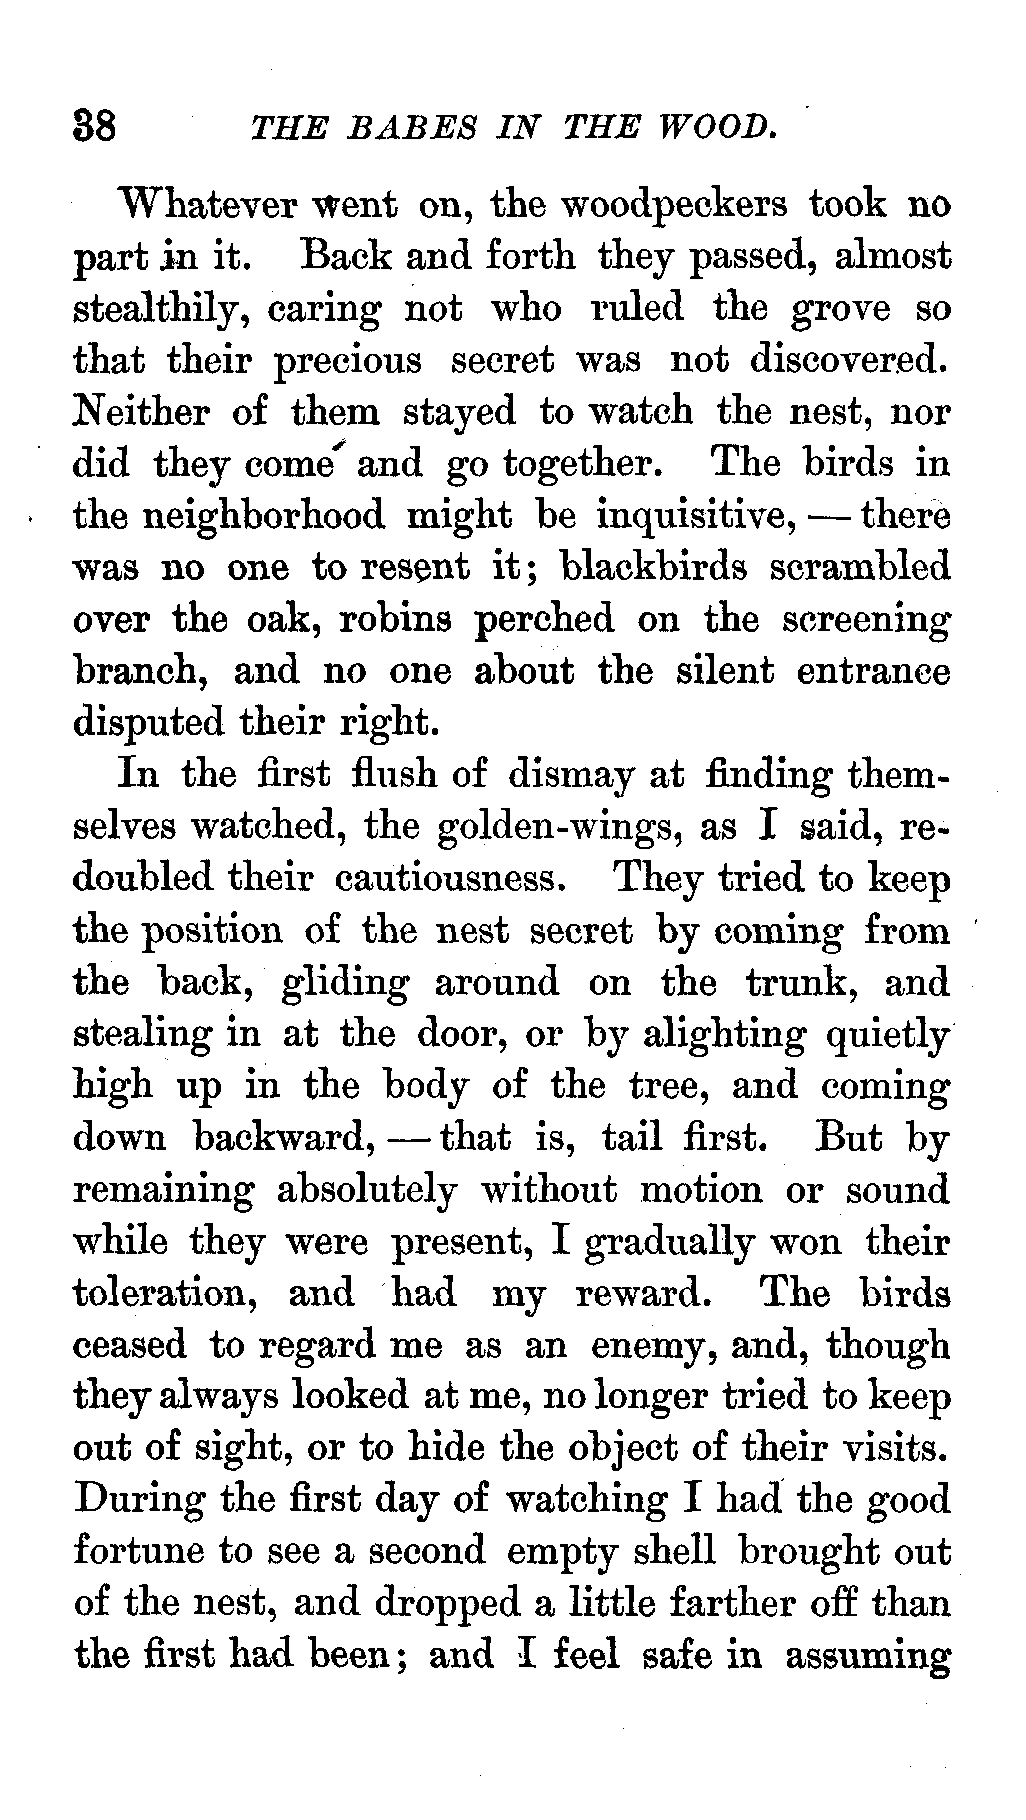 38 THE BABES IN THE WOOD.
Whatever went on, the woodpeckers took no
part in it. Back and forth they passed, almost
stealthily, caring not who ruled the grove so
that their precious secret was not discovered.
Neither of them stayed to watch the nest, nor
did they come and go together. The birds in
the neighborhood might be inquisitive, — there
was no one to resent it; blackbirds scrambled
over the oak, robins perched on the screening
branch, and no one about the silent entrance
disputed their right.
In the first flush of dismay at finding them-
selves watched, the golden-wings, as I said, re-
doubled their cautiousness. They tried to keep
the position of the nest secret by coming from
the back, gliding around on the trunk, and
stealing in at the door, or by alighting quietly
high up in the body of the tree, and coming
down backward, — that is, tail first. But by
remaining absolutely without motion or sound
while they were present, I gradually won their
toleration, and had my reward. The birds
ceased to regard me as an enemy, and, though
they always looked at me, no longer tried to keep
out of sight, or to hide the object of their visits.
During the first day of watching I had the good
fortune to see a second empty shell brought out
of the nest, and dropped a little farther off than
the first had been; and I feel safe in assuming